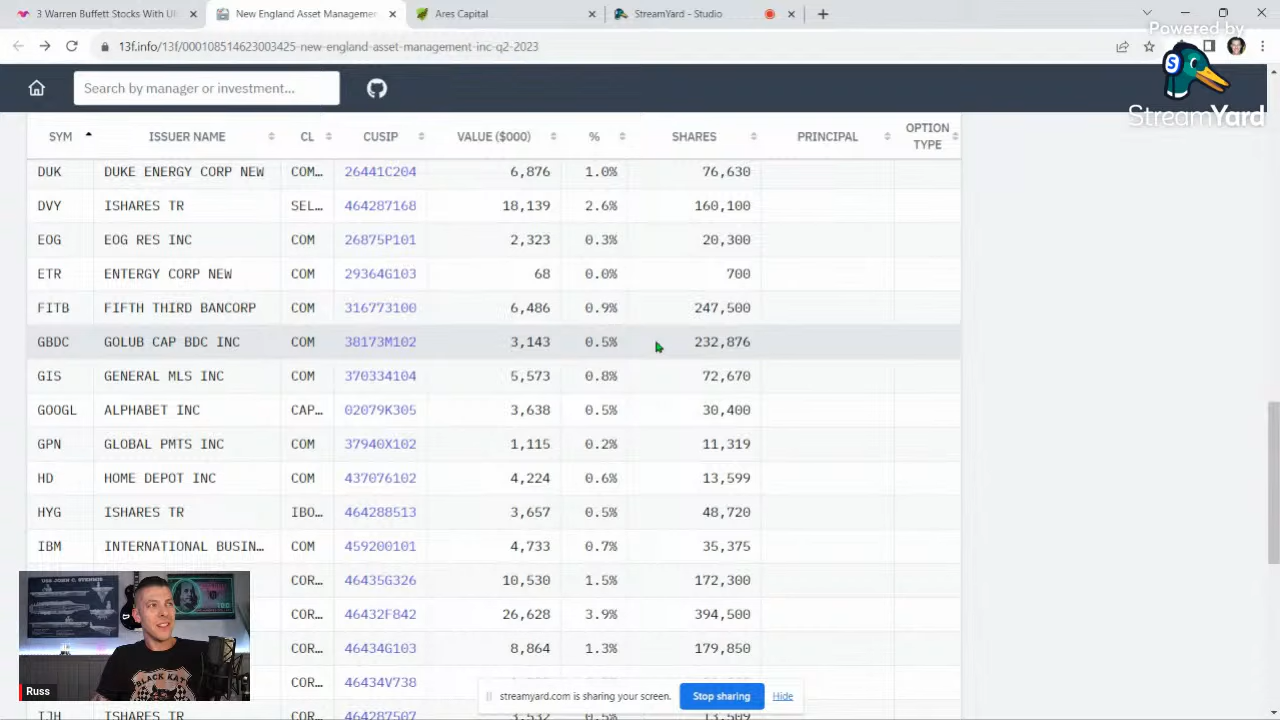 3 Warren Buffett Stocks With Ult
New England Asset Managemen
Ares Capital
StreamYard - Studio
13f.info/13f/000108514623003425-new-england-asset-management-inc-q2-2023
Powered by
StreamYard
Search by manager or investment...
SYM ISSUER NAME CL CUSIP VALUE ($000) % SHARES PRINCIPAL OPTION TYPE
DUK DUKE ENERGY CORP NEW COM… 26441C204 6,876 1.0% 76,630
DVY ISHARES TR SEL… 464287168 18,139 2.6% 160,100
EOG EOG RES INC COM 26875P101 2,323 0.3% 20,300
ETR ENTERGY CORP NEW COM 29364G103 68 0.0% 700
FITB FIFTH THIRD BANCORP COM 316773100 6,486 0.9% 247,500
GBDC GOLUB CAP BDC INC COM 38173M102 3,143 0.5% 232,876
GIS GENERAL MLS INC COM 370334104 5,573 0.8% 72,670
GOOGL ALPHABET INC CAP… 02079K305 3,638 0.5% 30,400
GPN GLOBAL PMTS INC COM 37940X102 1,115 0.2% 11,319
HD HOME DEPOT INC COM 437076102 4,224 0.6% 13,599
HYG ISHARES TR IBO… 464288513 3,657 0.5% 48,720
IBM INTERNATIONAL BUSIN… COM 459200101 4,733 0.7% 35,375
COR… 46435G326 10,530 1.5% 172,300
COR… 46432F842 26,628 3.9% 394,500
COR… 46434G103 8,864 1.3% 179,850
COR… 46434V738
IJH ISHARES TR COR… 464287507 3,532 0.5% 13,509
USS JOHN C. STENNIS
Russ
streamyard.com is sharing your screen.
Stop sharing
Hide